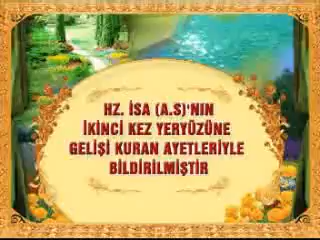 HZ. İSA (A.S)'NIN
İKİNCİ KEZ YERYÜZÜNE
GELİŞİ KURAN AYETLERİYLE
BİLDİRİLMİŞTİR